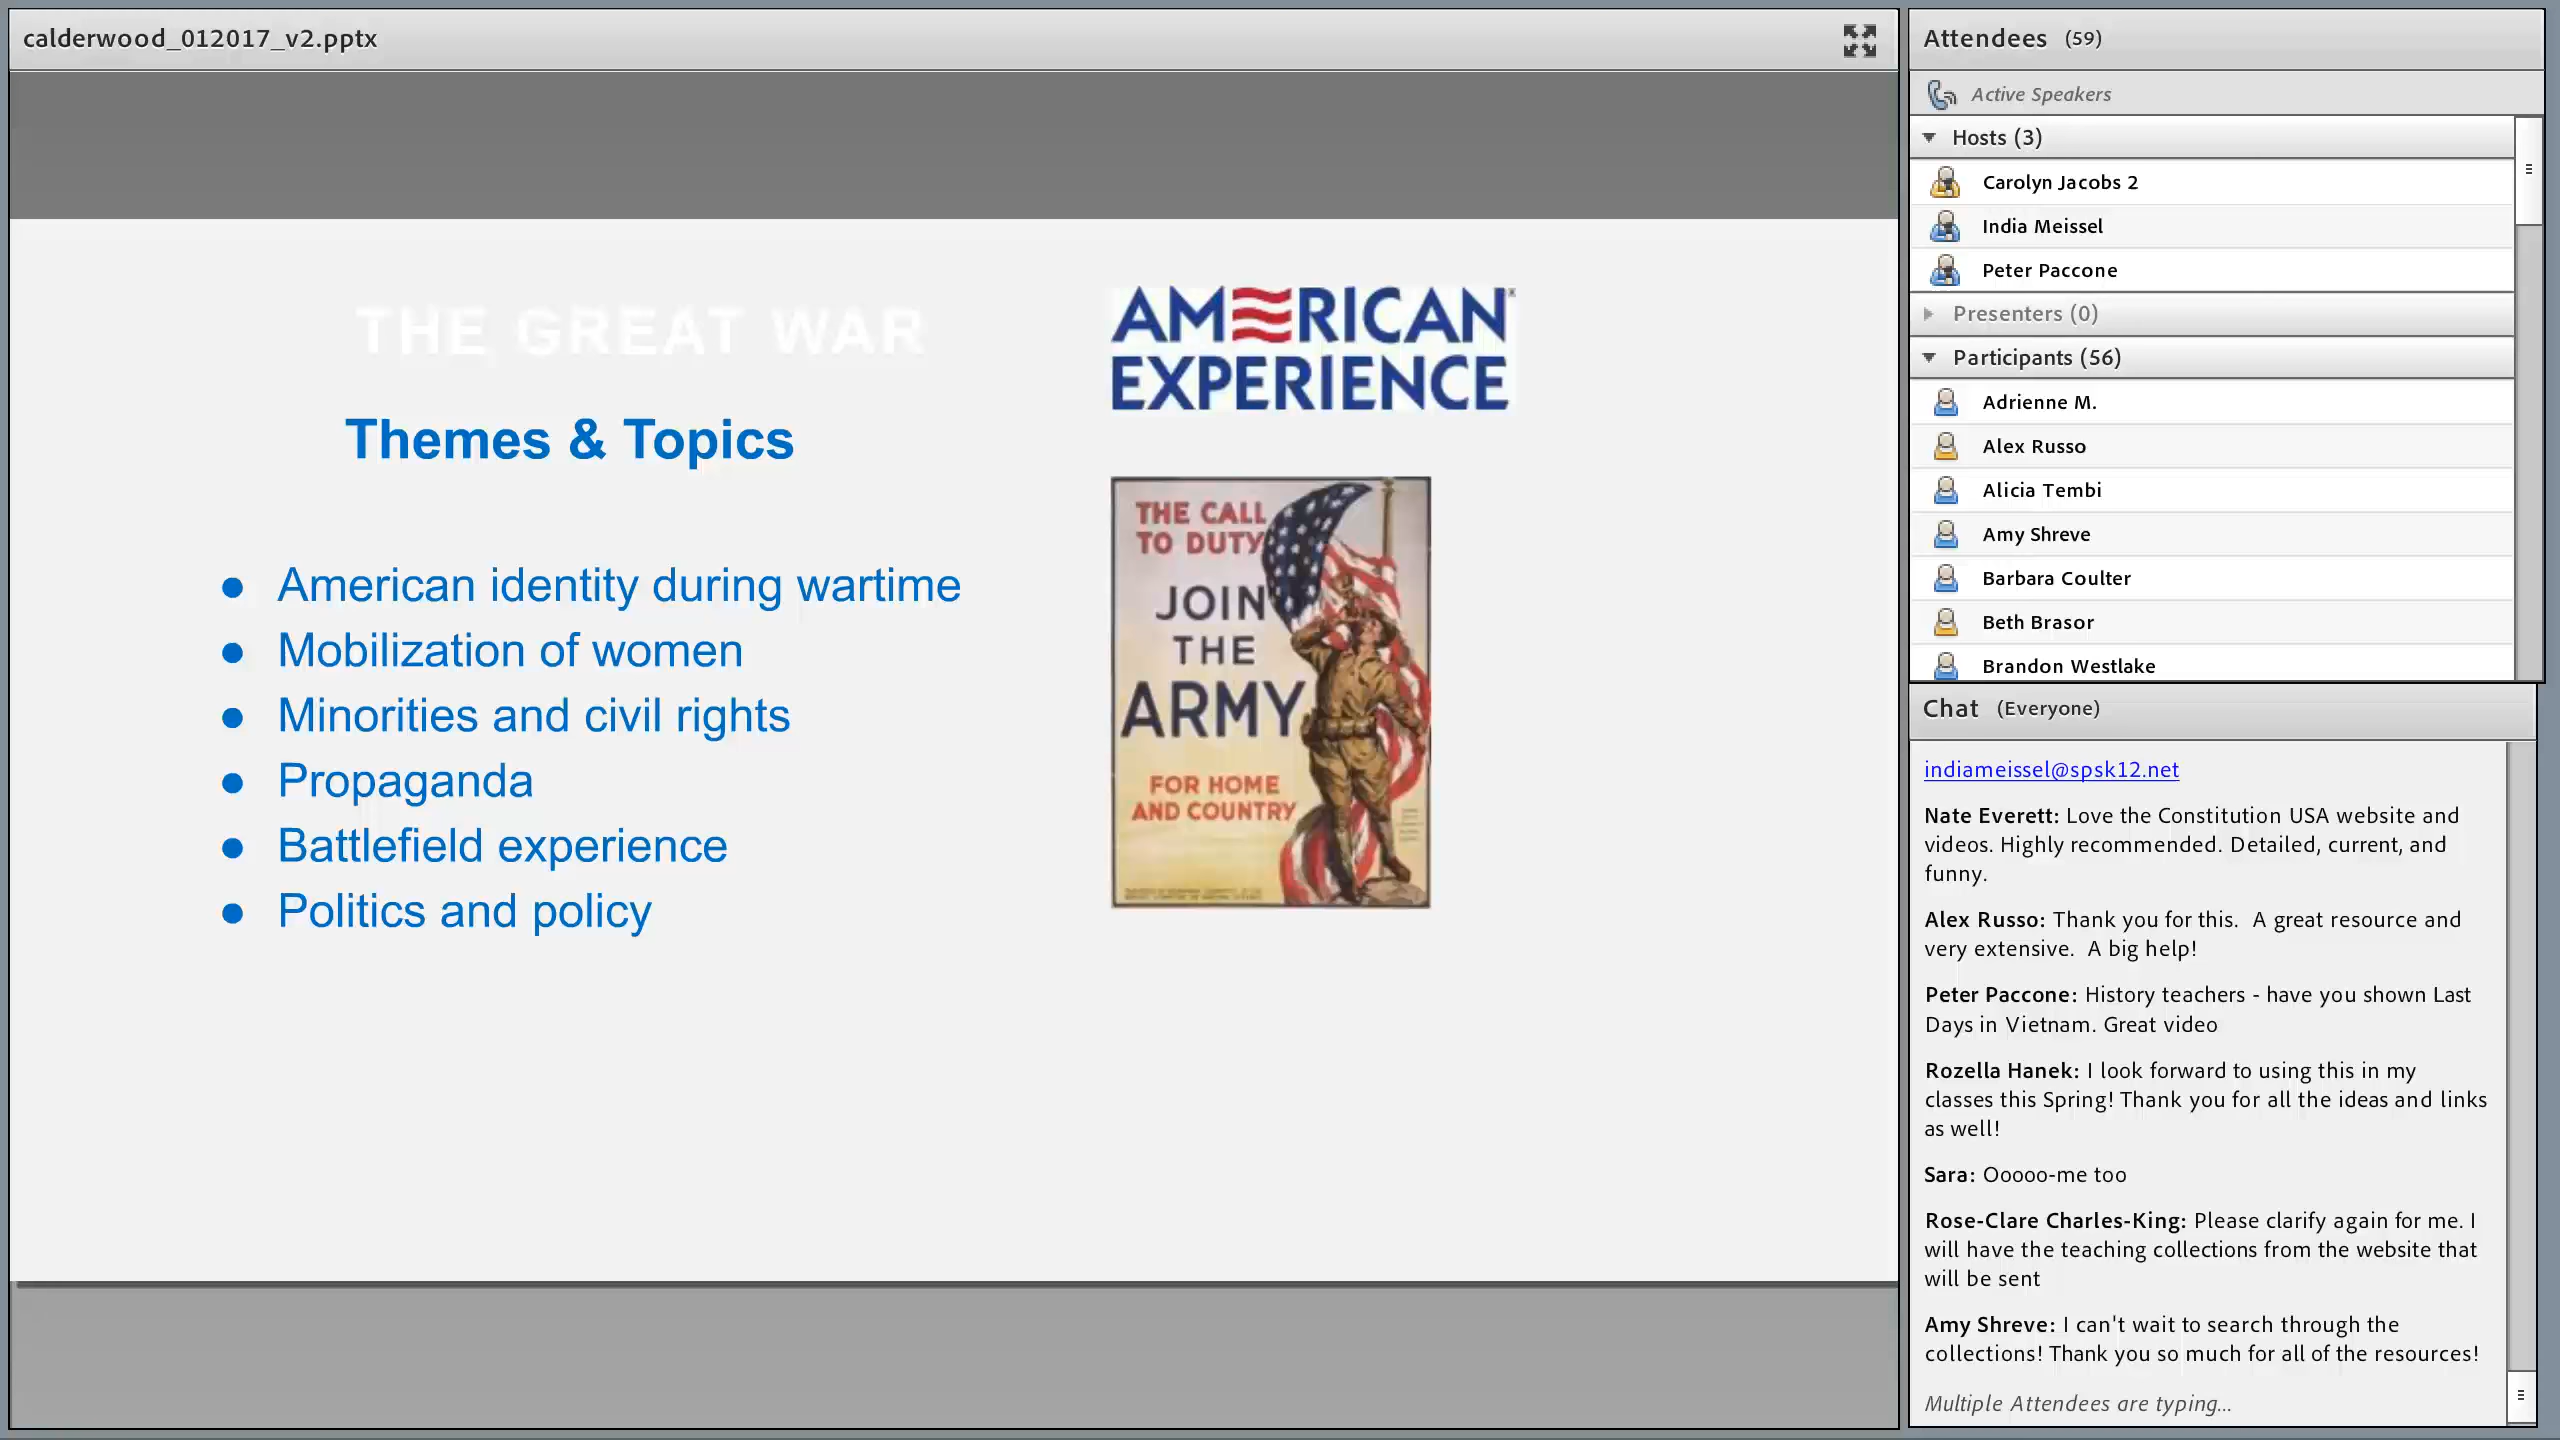 calderwood_012017_v2.pptx
THE GREAT WAR
Themes & Topics
● American identity during wartime
● Mobilization of women
● Minorities and civil rights
● Propaganda
● Battlefield experience
● Politics and policy
AMERICAN
EXPERIENCE
THE CALL
TO DUTY
JOIN
THE
ARMY
FOR HOME
AND COUNTRY
Attendees (59)
Active Speakers
Hosts (3)
Carolyn Jacobs 2
India Meissel
Peter Paccone
Presenters (0)
Participants (56)
Adrienne M.
Alex Russo
Alicia Tembi
Amy Shreve
Barbara Coulter
Beth Brasor
Brandon Westlake
Chat (Everyone)
indiameissel@spsk12.net
Nate Everett: Love the Constitution USA website and
videos. Highly recommended. Detailed, current, and
funny.
Alex Russo: Thank you for this.  A great resource and
very extensive.  A big help!
Peter Paccone: History teachers - have you shown Last
Days in Vietnam. Great video
Rozella Hanek: I look forward to using this in my
classes this Spring! Thank you for all the ideas and links
as well!
Sara: Ooooo-me too
Rose-Clare Charles-King: Please clarify again for me. I
will have the teaching collections from the website that
will be sent
Amy Shreve: I can't wait to search through the
collections! Thank you so much for all of the resources!
Multiple Attendees are typing...